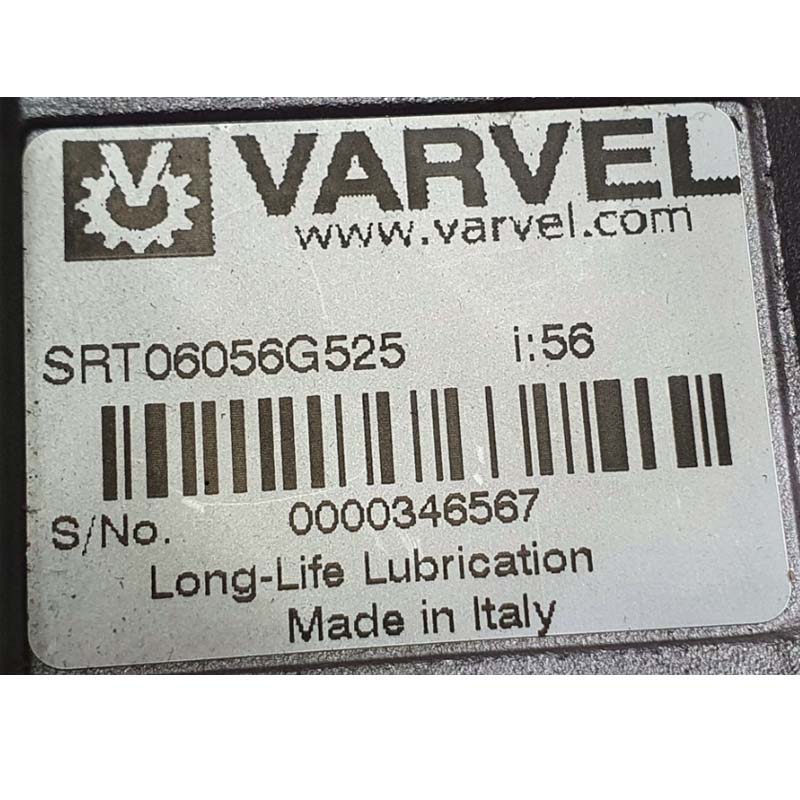 VARVEL
www.varvel.com
SRT06056G525 i:56
S/No. 0000346567
Long-Life Lubrication
Made in Italy